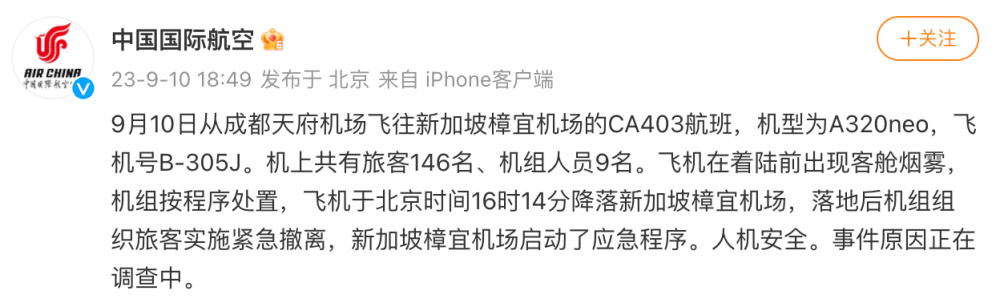 中国国际航空
+关注
AIR CHINA
23-9-10 18:49 发布于 北京 来自 iPhone客户端
9月10日从成都天府机场飞往新加坡樟宜机场的CA403航班，机型为A320neo，飞
机号B-305J。机上共有旅客146名、机组人员9名。飞机在着陆前出现客舱烟雾，
机组按程序处置，飞机于北京时间16时14分降落新加坡樟宜机场，落地后机组组
织旅客实施紧急撤离，新加坡樟宜机场启动了应急程序。人机安全。事件原因正在
调查中。